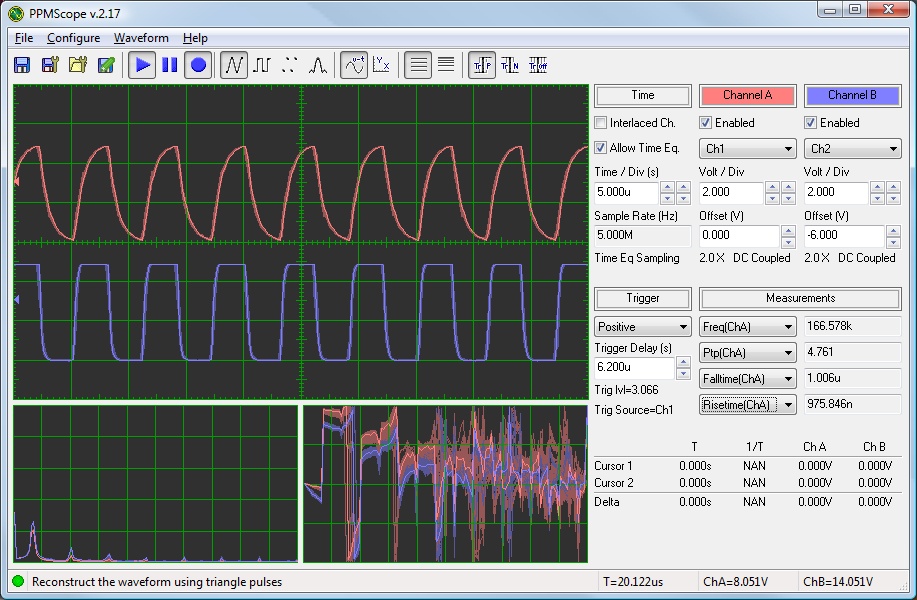 PPMScope v.2.17
File Configure Waveform Help
Time Channel A Channel B
Interlaced Ch. Enabled Enabled
Allow Time Eq. Ch1 Ch2
Time / Div (s) Volt / Div Volt / Div
5.000u 2.000 2.000
Sample Rate (Hz) Offset (V) Offset (V)
5.000M 0.000 -6.000
Time Eq Sampling 2.0 X DC Coupled 2.0 X DC Coupled
Trigger Measurements
Positive Freq(ChA) 166.578k
Trigger Delay (s) Ptp(ChA) 4.761
6.200u Falltime(ChA) 1.006u
Trig lvl=3.066
Trig Source=Ch1 Risetime(ChA) 975.846n
T 1/T Ch A Ch B
Cursor 1 0.000s NAN 0.000V 0.000V
Cursor 2 0.000s NAN 0.000V 0.000V
Delta 0.000s NAN 0.000V 0.000V
Reconstruct the waveform using triangle pulses T=20.122us ChA=8.051V ChB=14.051V